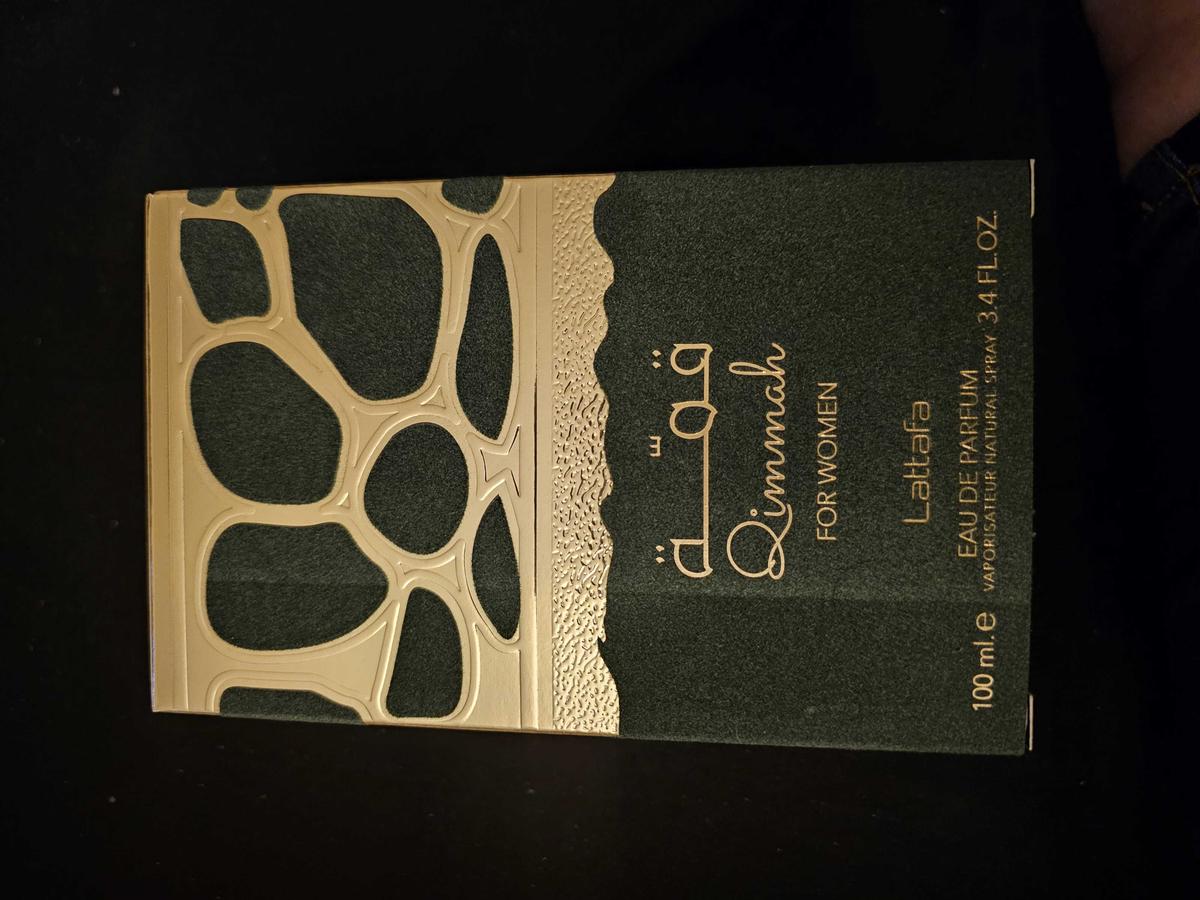 قمّة
Qimmah
FOR WOMEN
Lattafa
EAU DE PARFUM
100 ml. e VAPORISATEUR NATURAL SPRAY 3.4 FL.OZ.